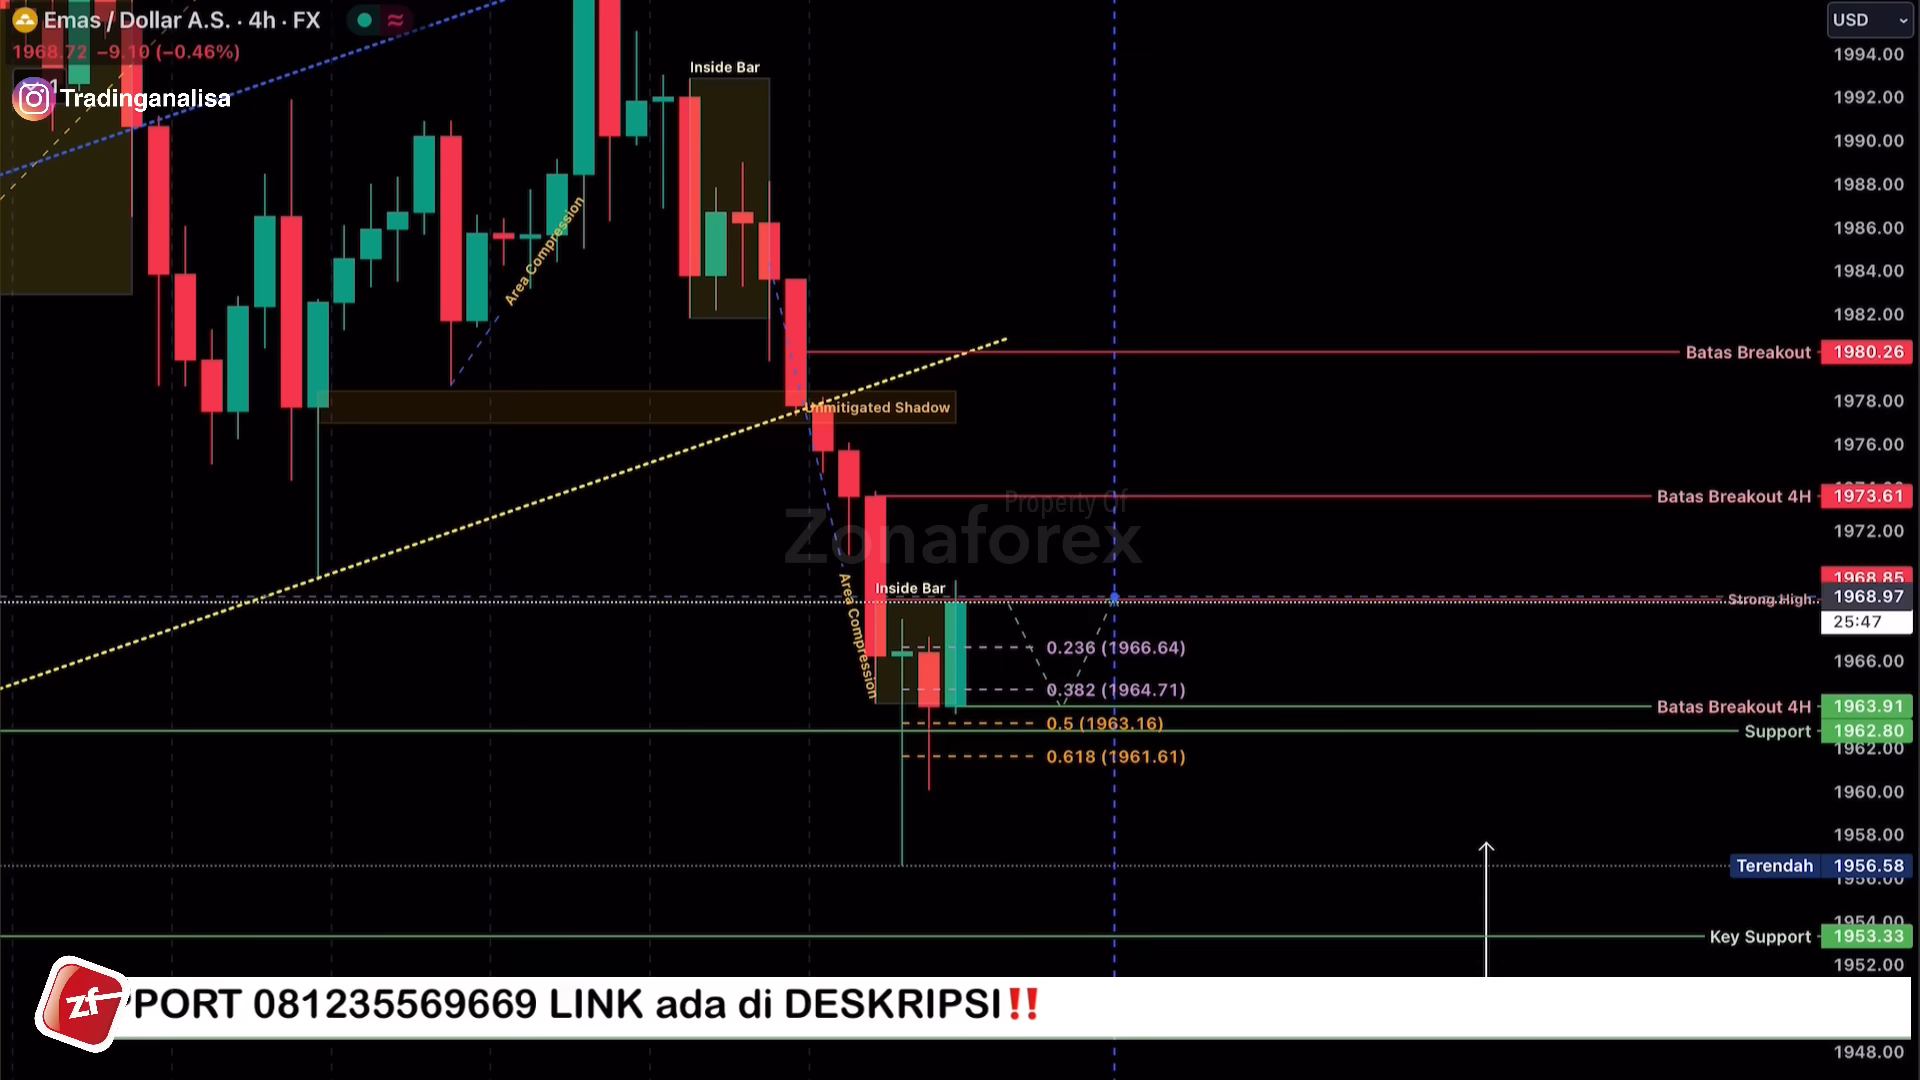 Emas / Dollar A.S. · 4h · FX
1968.72 −9.10 (−0.46%)
Tradinganalisa
USD
1994.00
Inside Bar
1992.00
1990.00
1988.00
1986.00
Area Compression
1984.00
1982.00
Batas Breakout 1980.26
Unmitigated Shadow
1978.00
1976.00
Batas Breakout 4H 1973.61
Property Of
Zonaforex
1972.00
1968.85
Inside Bar
Strong High
1968.97
25:47
Area Compression
0.236 (1966.64)
1966.00
0.382 (1964.71)
Batas Breakout 4H 1963.91
0.5 (1963.16)
Support 1962.80
1962.00
0.618 (1961.61)
1960.00
1958.00
Terendah 1956.58
1956.00
1954.00
Key Support 1953.33
1952.00
zf
PORT 081235569669 LINK ada di DESKRIPSI‼️
1948.00